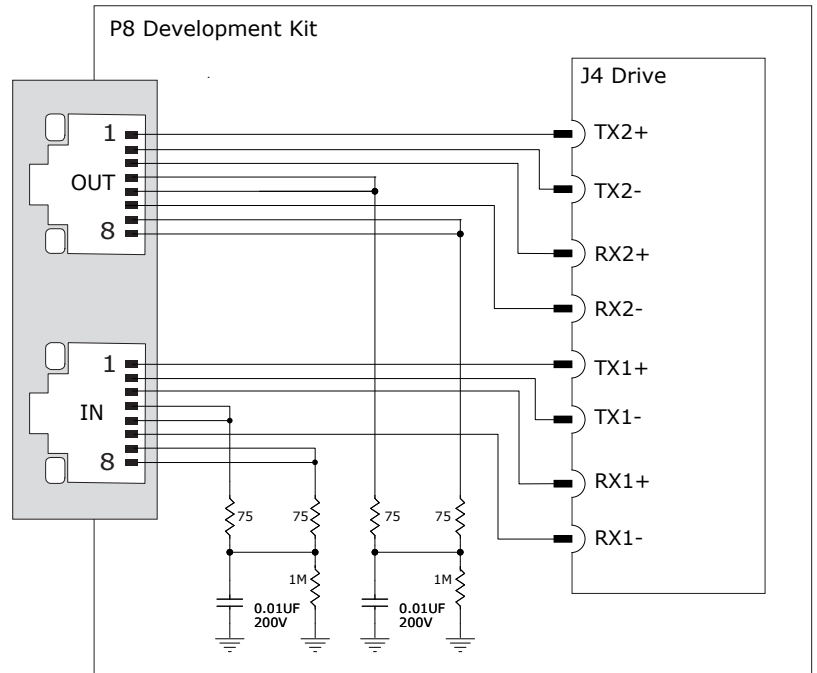 P8 Development Kit
J4 Drive
1
OUT
8
TX2+
TX2-
RX2+
RX2-
1
IN
8
TX1+
TX1-
RX1+
RX1-
75
75
75
75
1M
1M
0.01UF
200V
0.01UF
200V